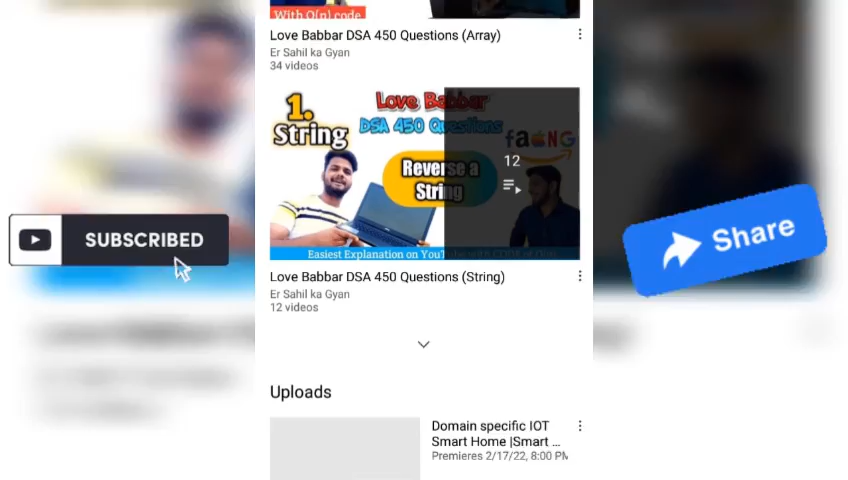 With O(n) code
Love Babbar DSA 450 Questions (Array)
Er Sahil ka Gyan
34 videos
1.
String
Love Babbar
DSA 450 Questions
faang
Reverse a
String
12
Easiest Explanation on YouTube
Love Babbar DSA 450 Questions (String)
Er Sahil ka Gyan
12 videos
SUBSCRIBED
Share
Uploads
Domain specific IOT
Smart Home |Smart ...
Premieres 2/17/22, 8:00 PM